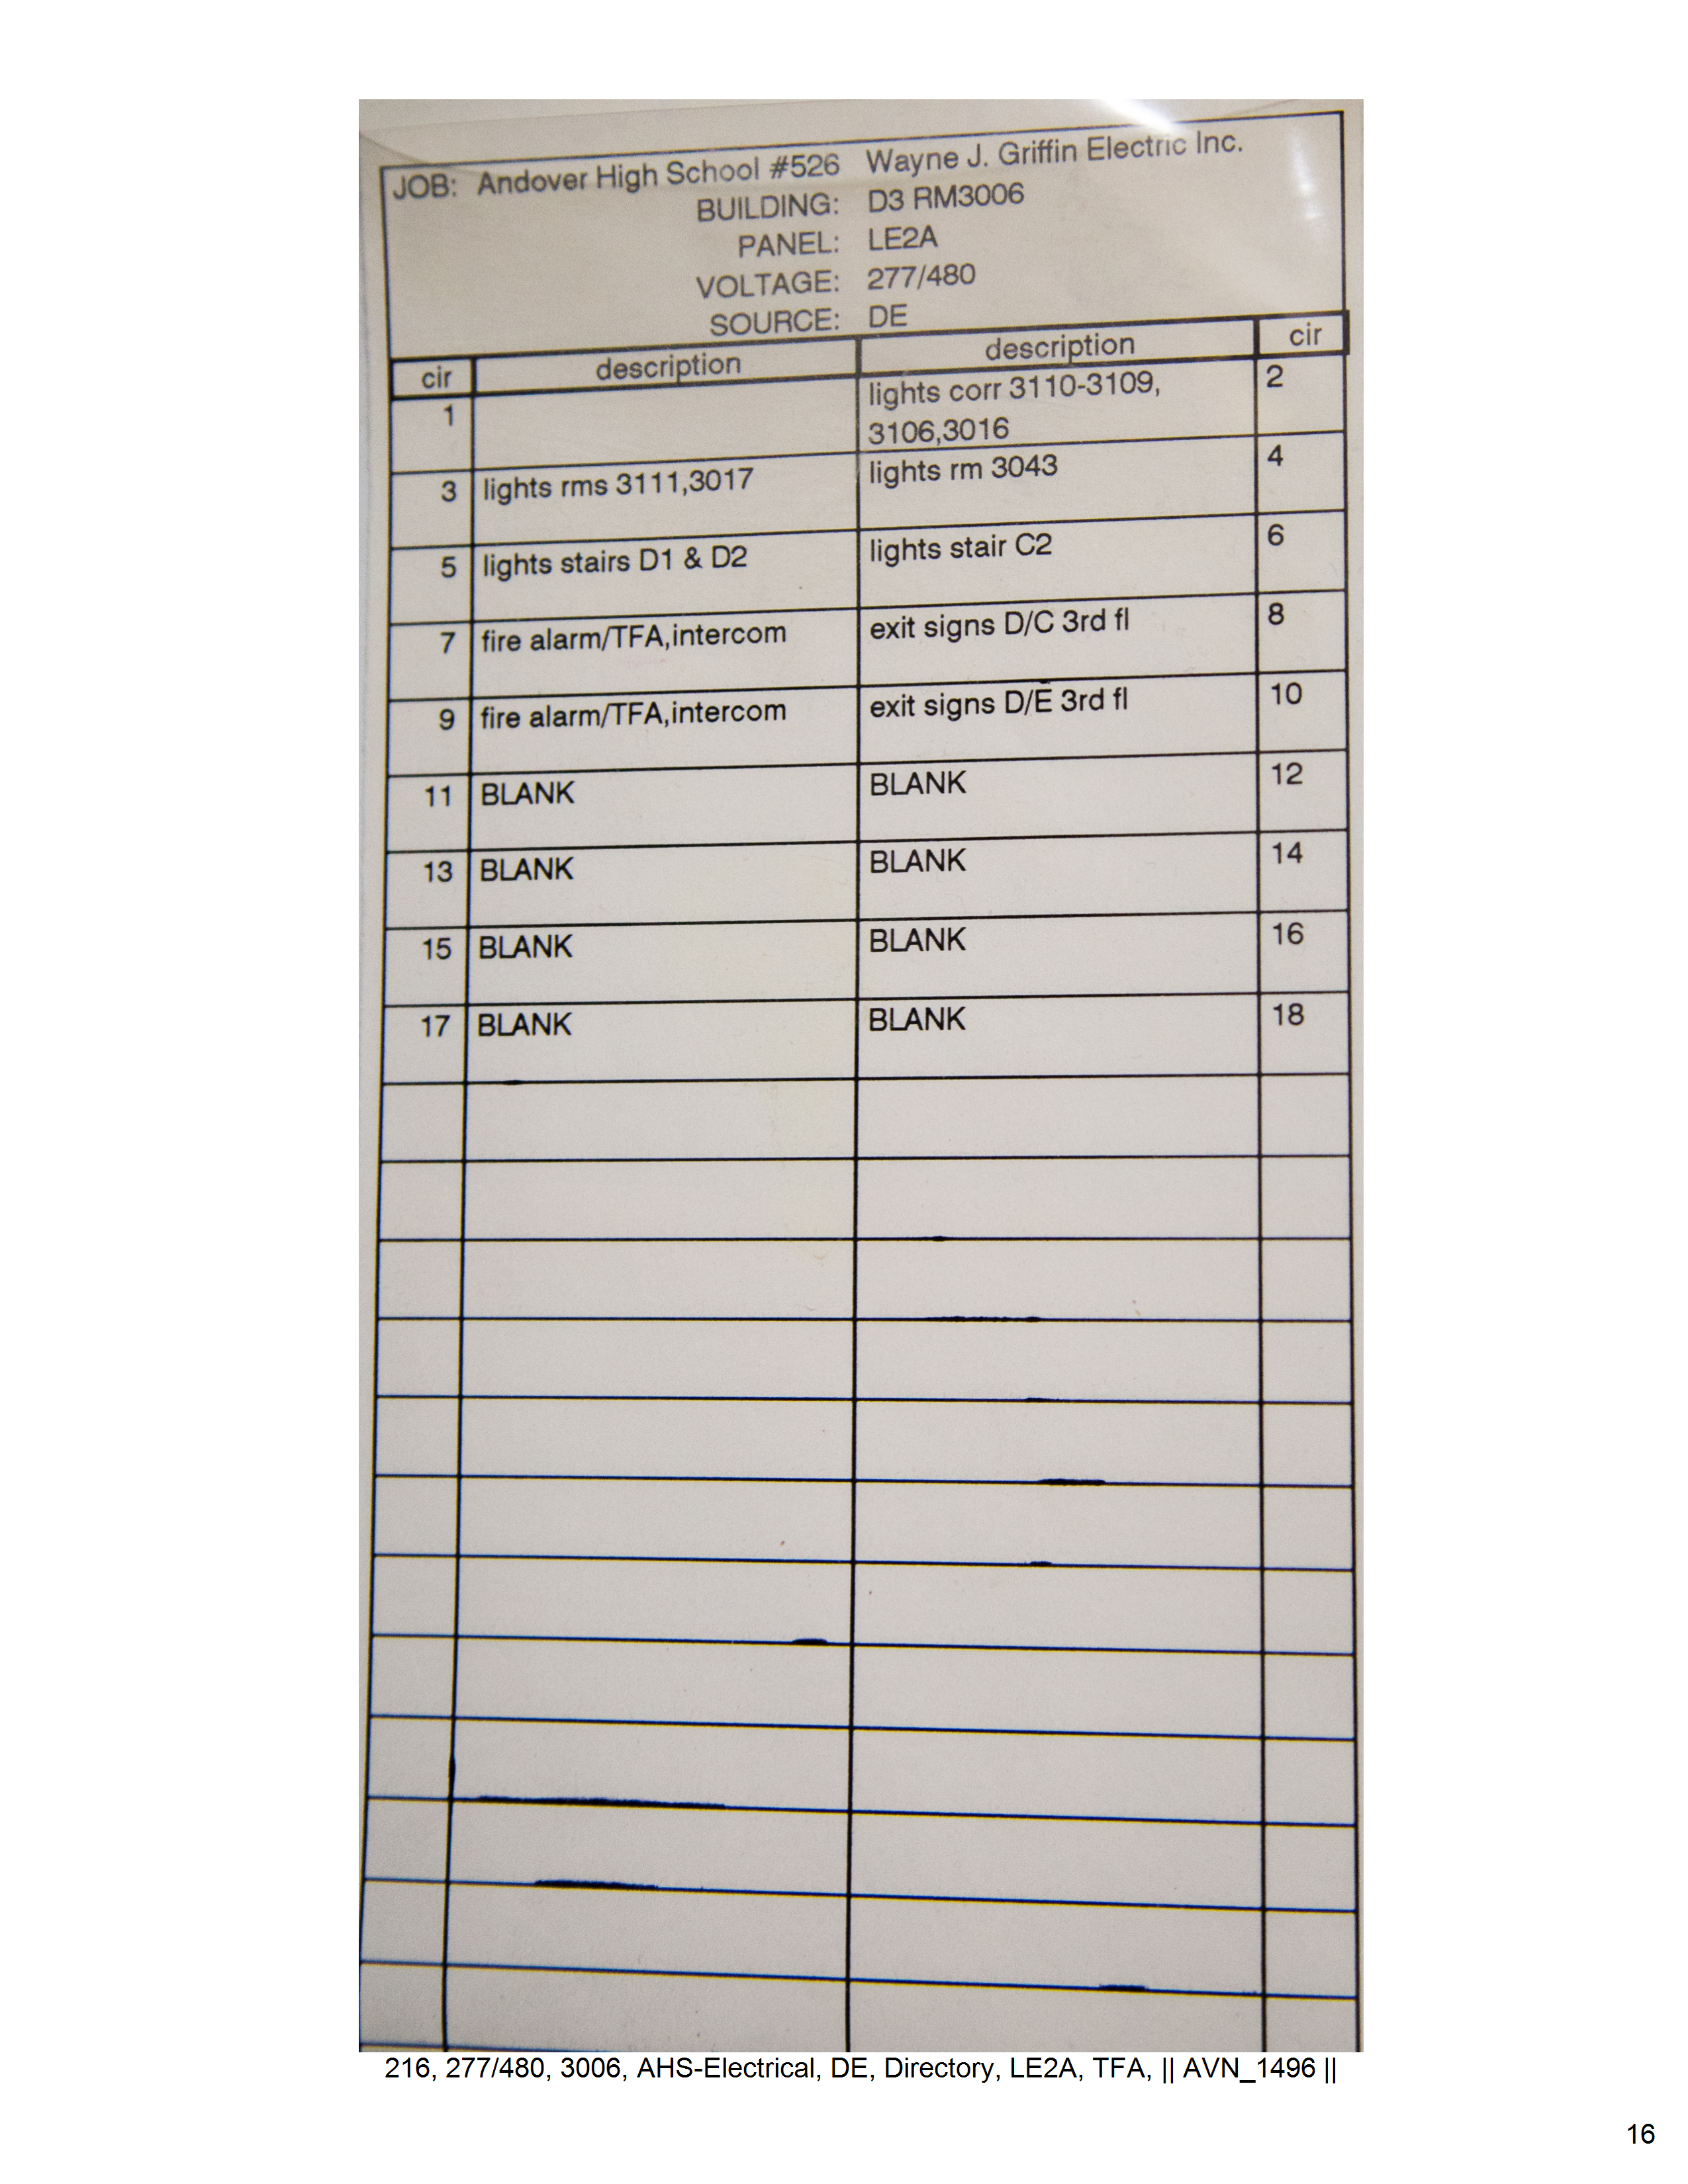 JOB: Andover High School #526 Wayne J. Griffin Electric Inc.
BUILDING: D3 RM3006
PANEL: LE2A
VOLTAGE: 277/480
SOURCE: DE
cir description description cir
1 lights corr 3110-3109, 2
3106,3016
3 lights rms 3111,3017 lights rm 3043 4
5 lights stairs D1 & D2 lights stair C2 6
7 fire alarm/TFA,intercom exit signs D/C 3rd fl 8
9 fire alarm/TFA,intercom exit signs D/E 3rd fl 10
11 BLANK BLANK 12
13 BLANK BLANK 14
15 BLANK BLANK 16
17 BLANK BLANK 18
216, 277/480, 3006, AHS-Electrical, DE, Directory, LE2A, TFA, || AVN_1496 ||
16